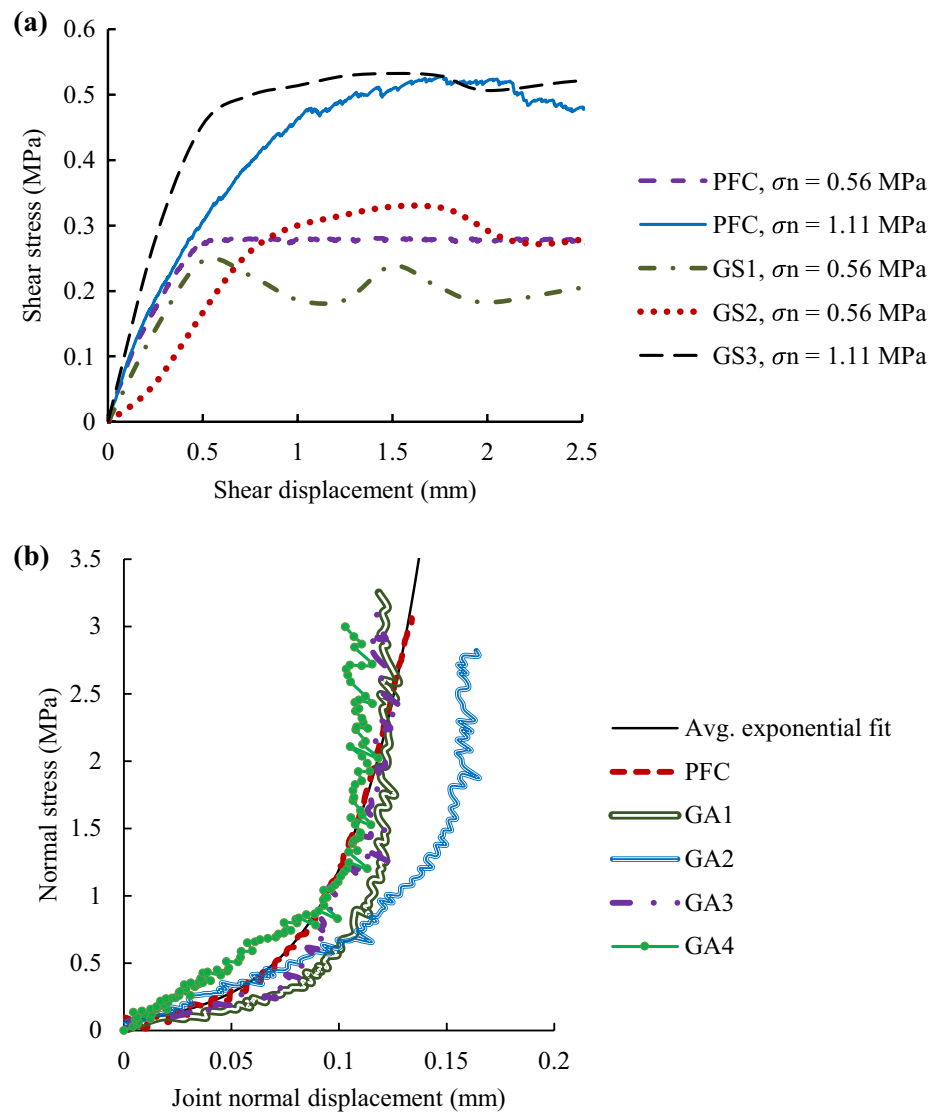 (a)
0.6
0.5
0.4
0.3
0.2
0.1
0
Shear stress (MPa)
0
0.5
1
1.5
2
2.5
Shear displacement (mm)
PFC, σn = 0.56 MPa
PFC, σn = 1.11 MPa
GS1, σn = 0.56 MPa
GS2, σn = 0.56 MPa
GS3, σn = 1.11 MPa
(b)
3.5
3
2.5
2
1.5
1
0.5
0
Normal stress (MPa)
0
0.05
0.1
0.15
0.2
Joint normal displacement (mm)
Avg. exponential fit
PFC
GA1
GA2
GA3
GA4